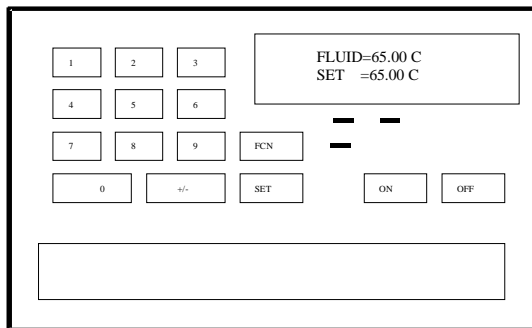 FLUID=65.00 C
SET =65.00 C
1 2 3
4 5 6
7 8 9 FCN
0 +/- SET ON OFF